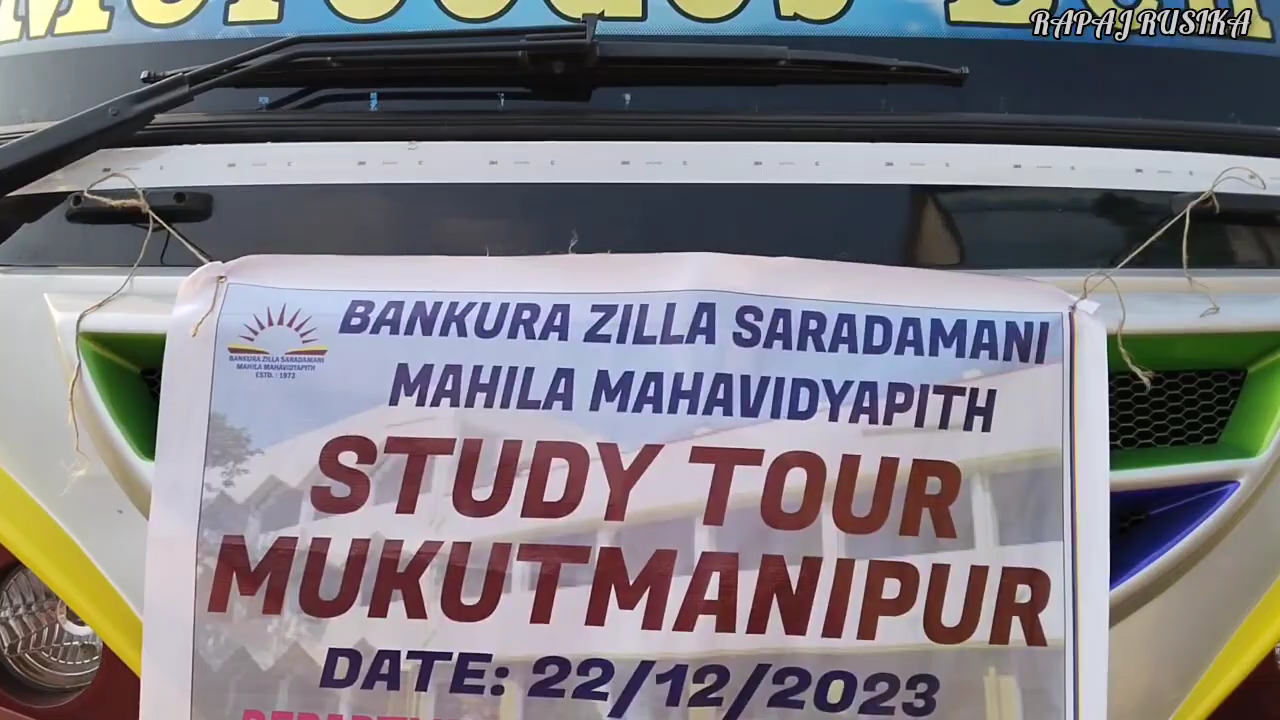 RAPAJ RUSIKA
BANKURA ZILLA SARADAMANI
MAHILA MAHAVIDYAPITH
ESTD. : 1973
BANKURA ZILLA SARADAMANI
MAHILA MAHAVIDYAPITH
STUDY TOUR
MUKUTMANIPUR
DATE: 22/12/2023